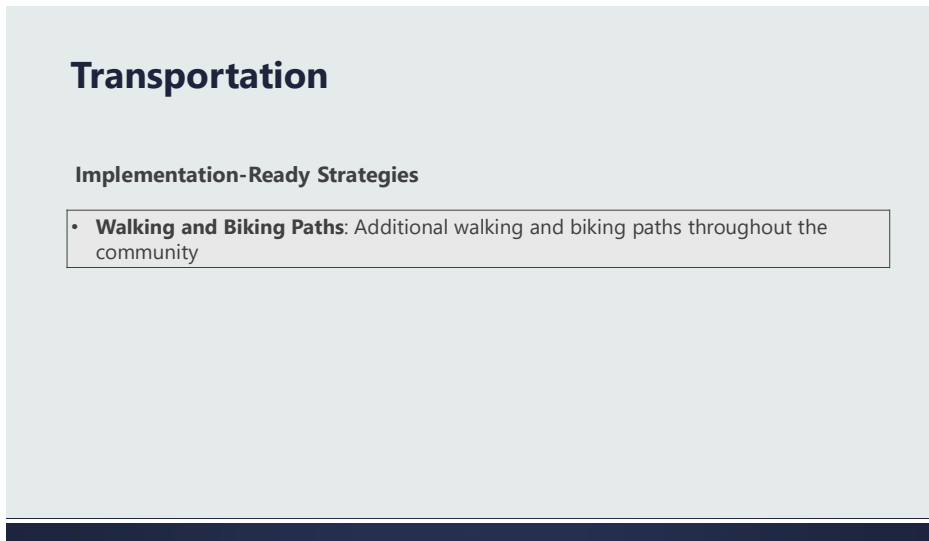 Transportation
Implementation-Ready Strategies
• Walking and Biking Paths: Additional walking and biking paths throughout the
community